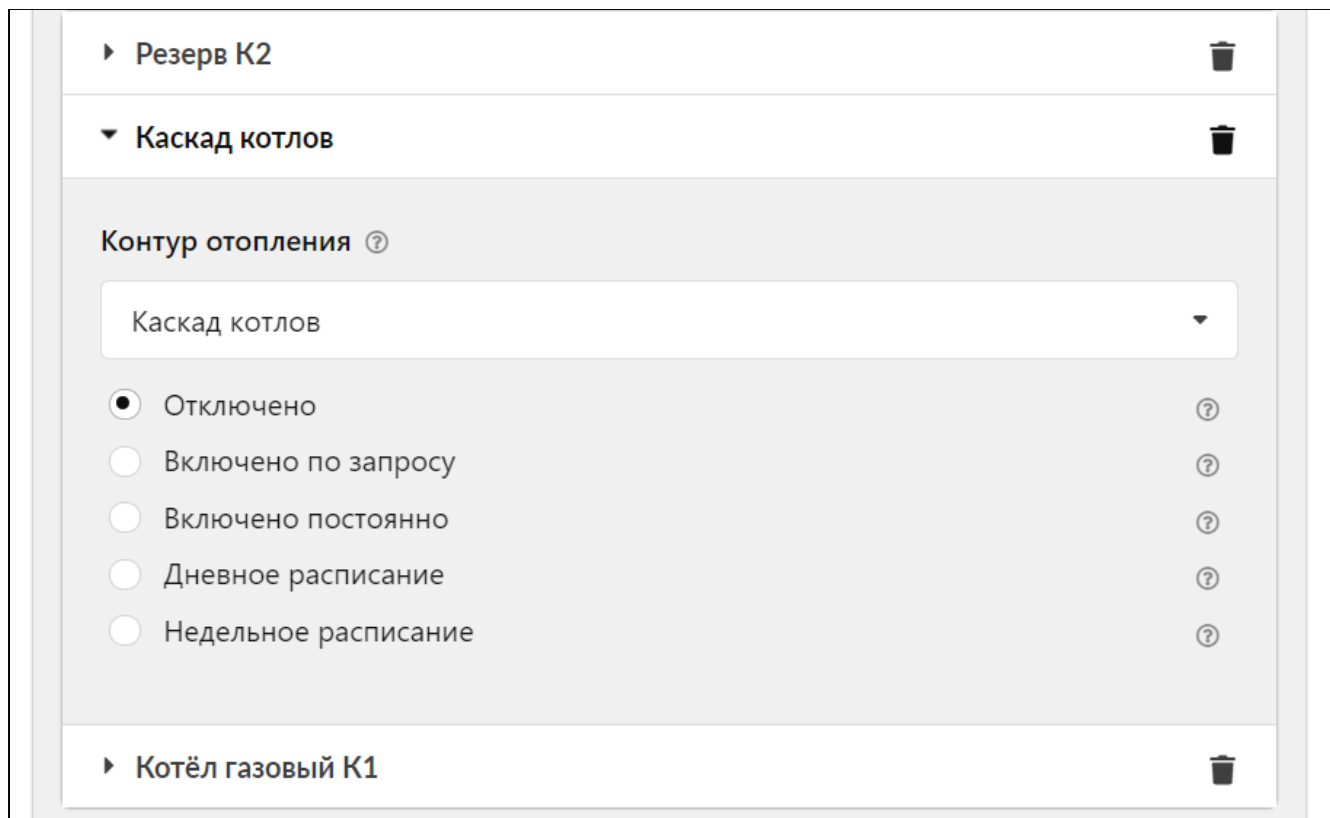 Резерв К2
Каскад котлов
Контур отопления ?
Каскад котлов
Отключено ?
Включено по запросу ?
Включено постоянно ?
Дневное расписание ?
Недельное расписание ?
Котёл газовый К1